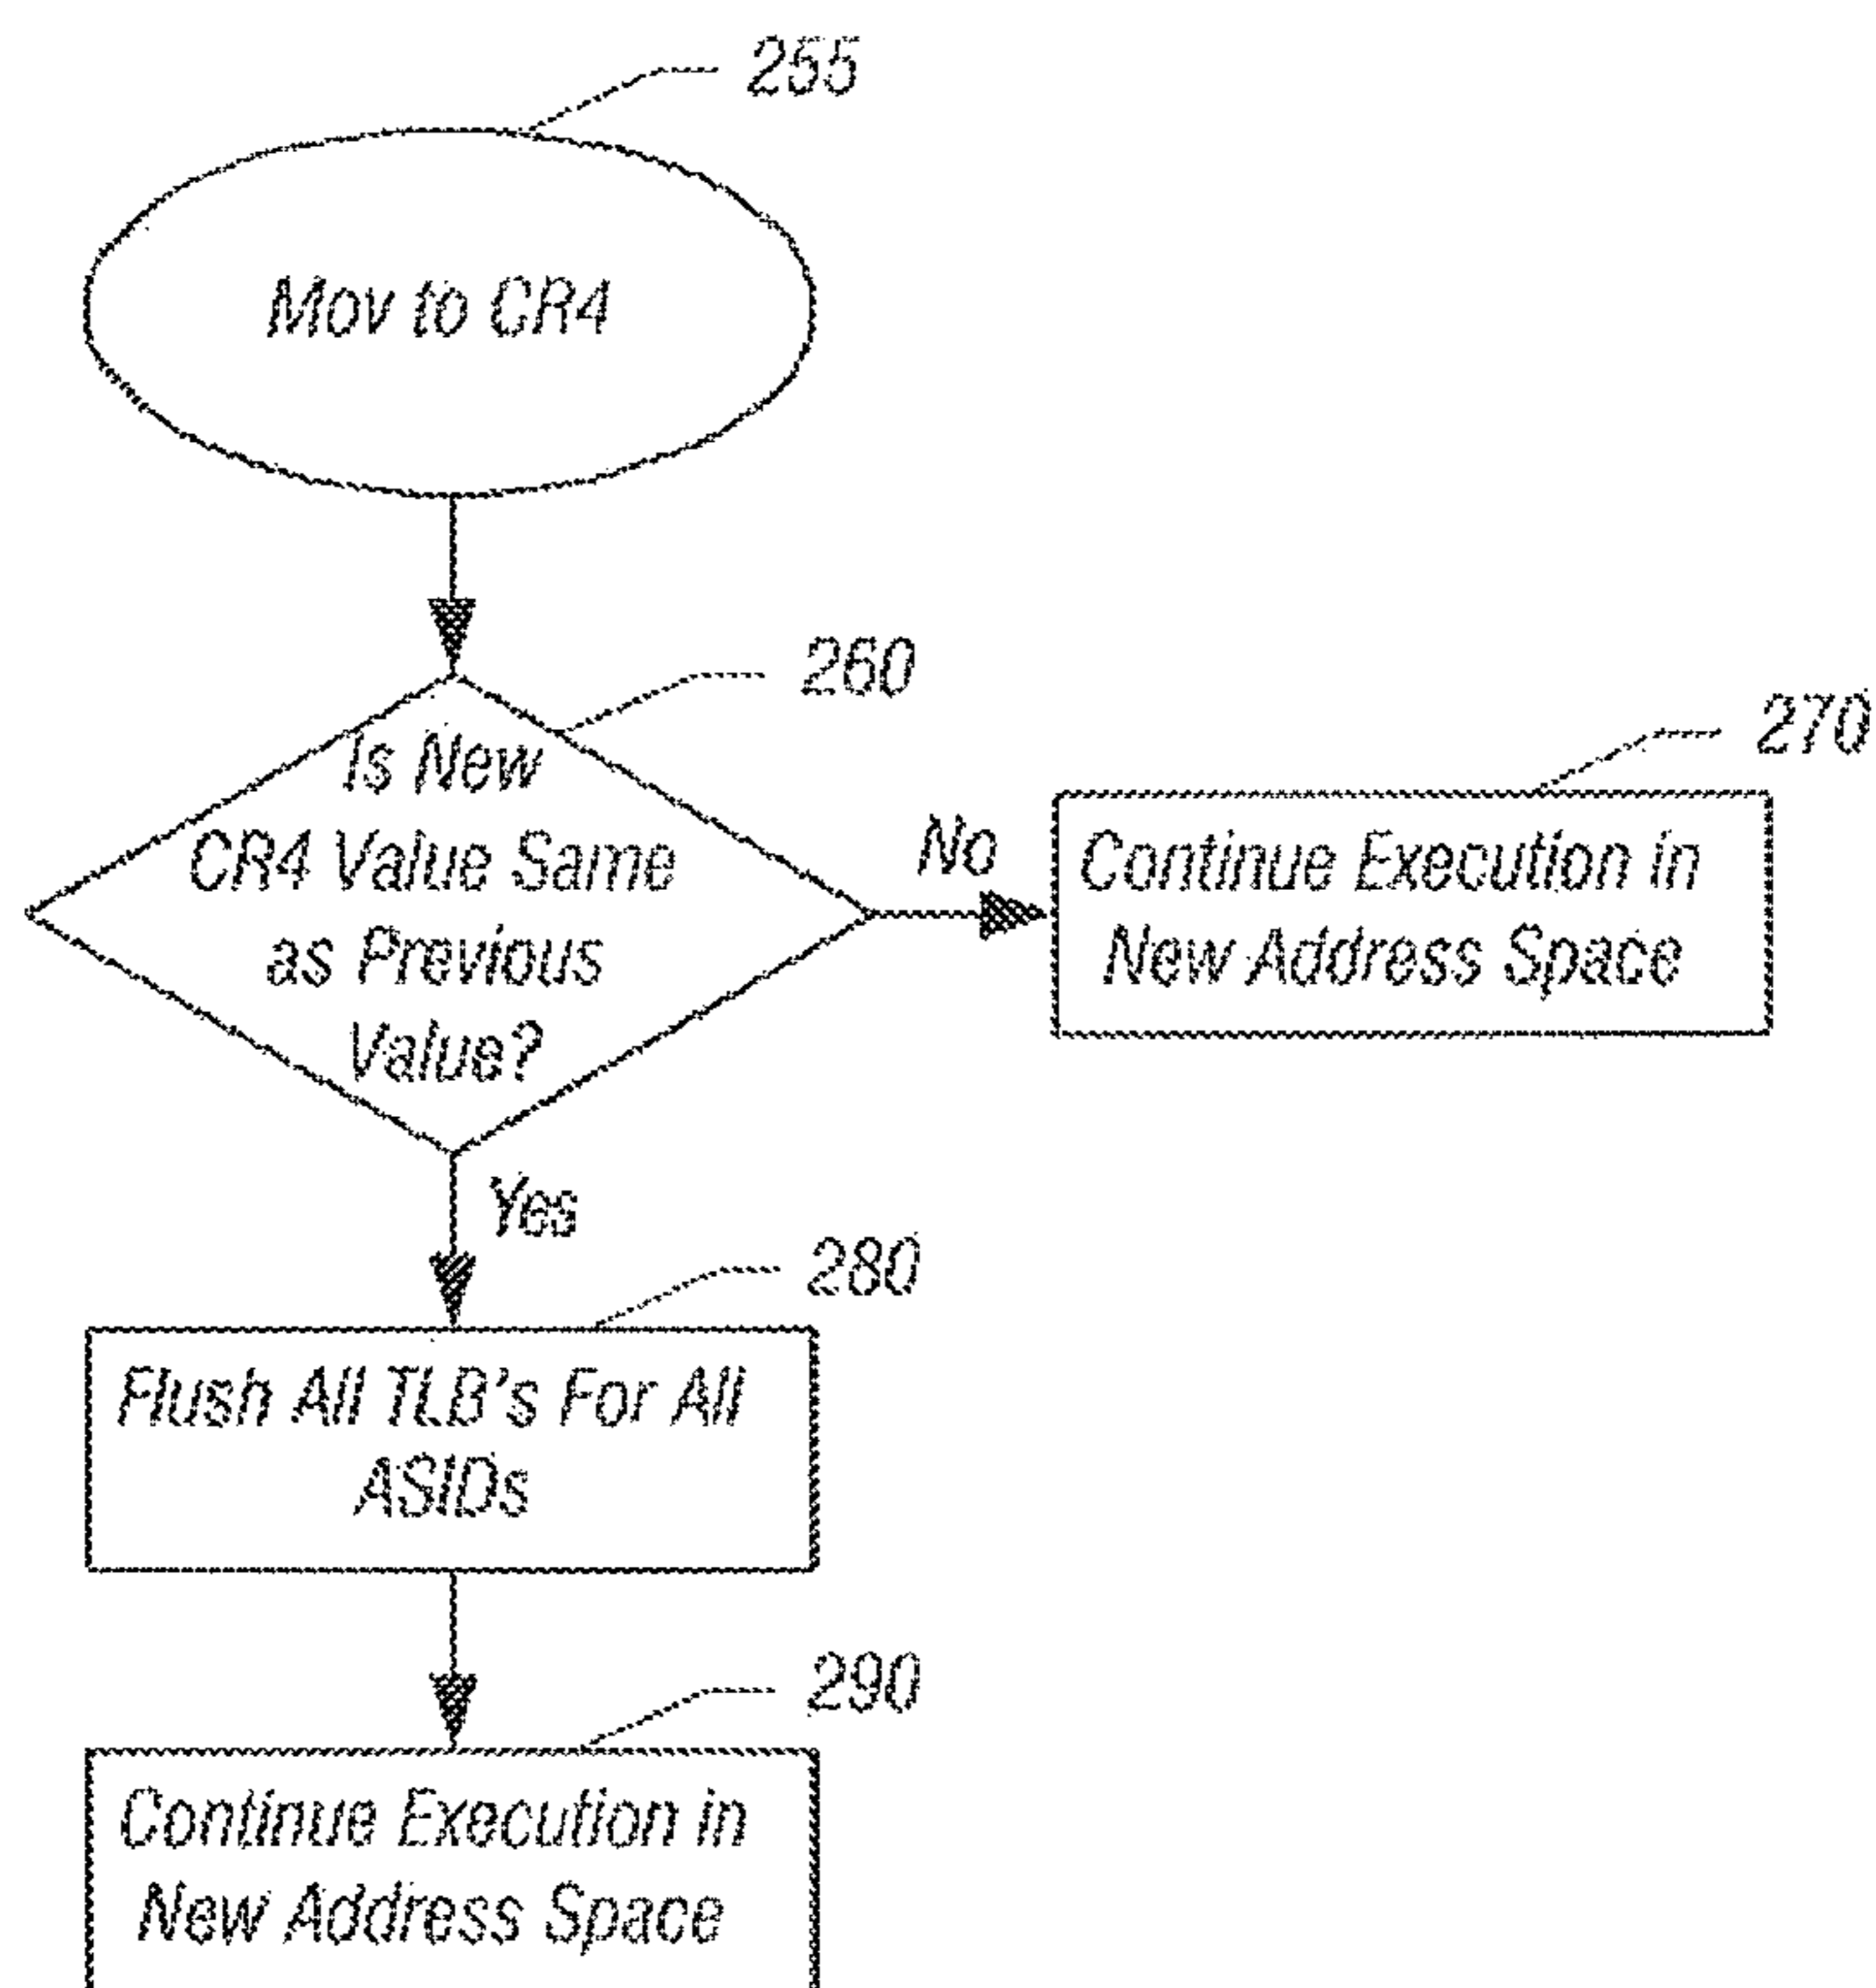 255
Mov to CR4
260
Is New
CR4 Value Same
as Previous
Value?
No
270
Continue Execution in
New Address Space
Yes
280
Flush All TLB's For All
ASIDs
290
Continue Execution in
New Address Space